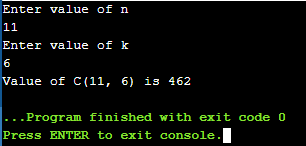 Enter value of n
11
Enter value of k
6
Value of C(11, 6) is 462
...Program finished with exit code 0
Press ENTER to exit console.